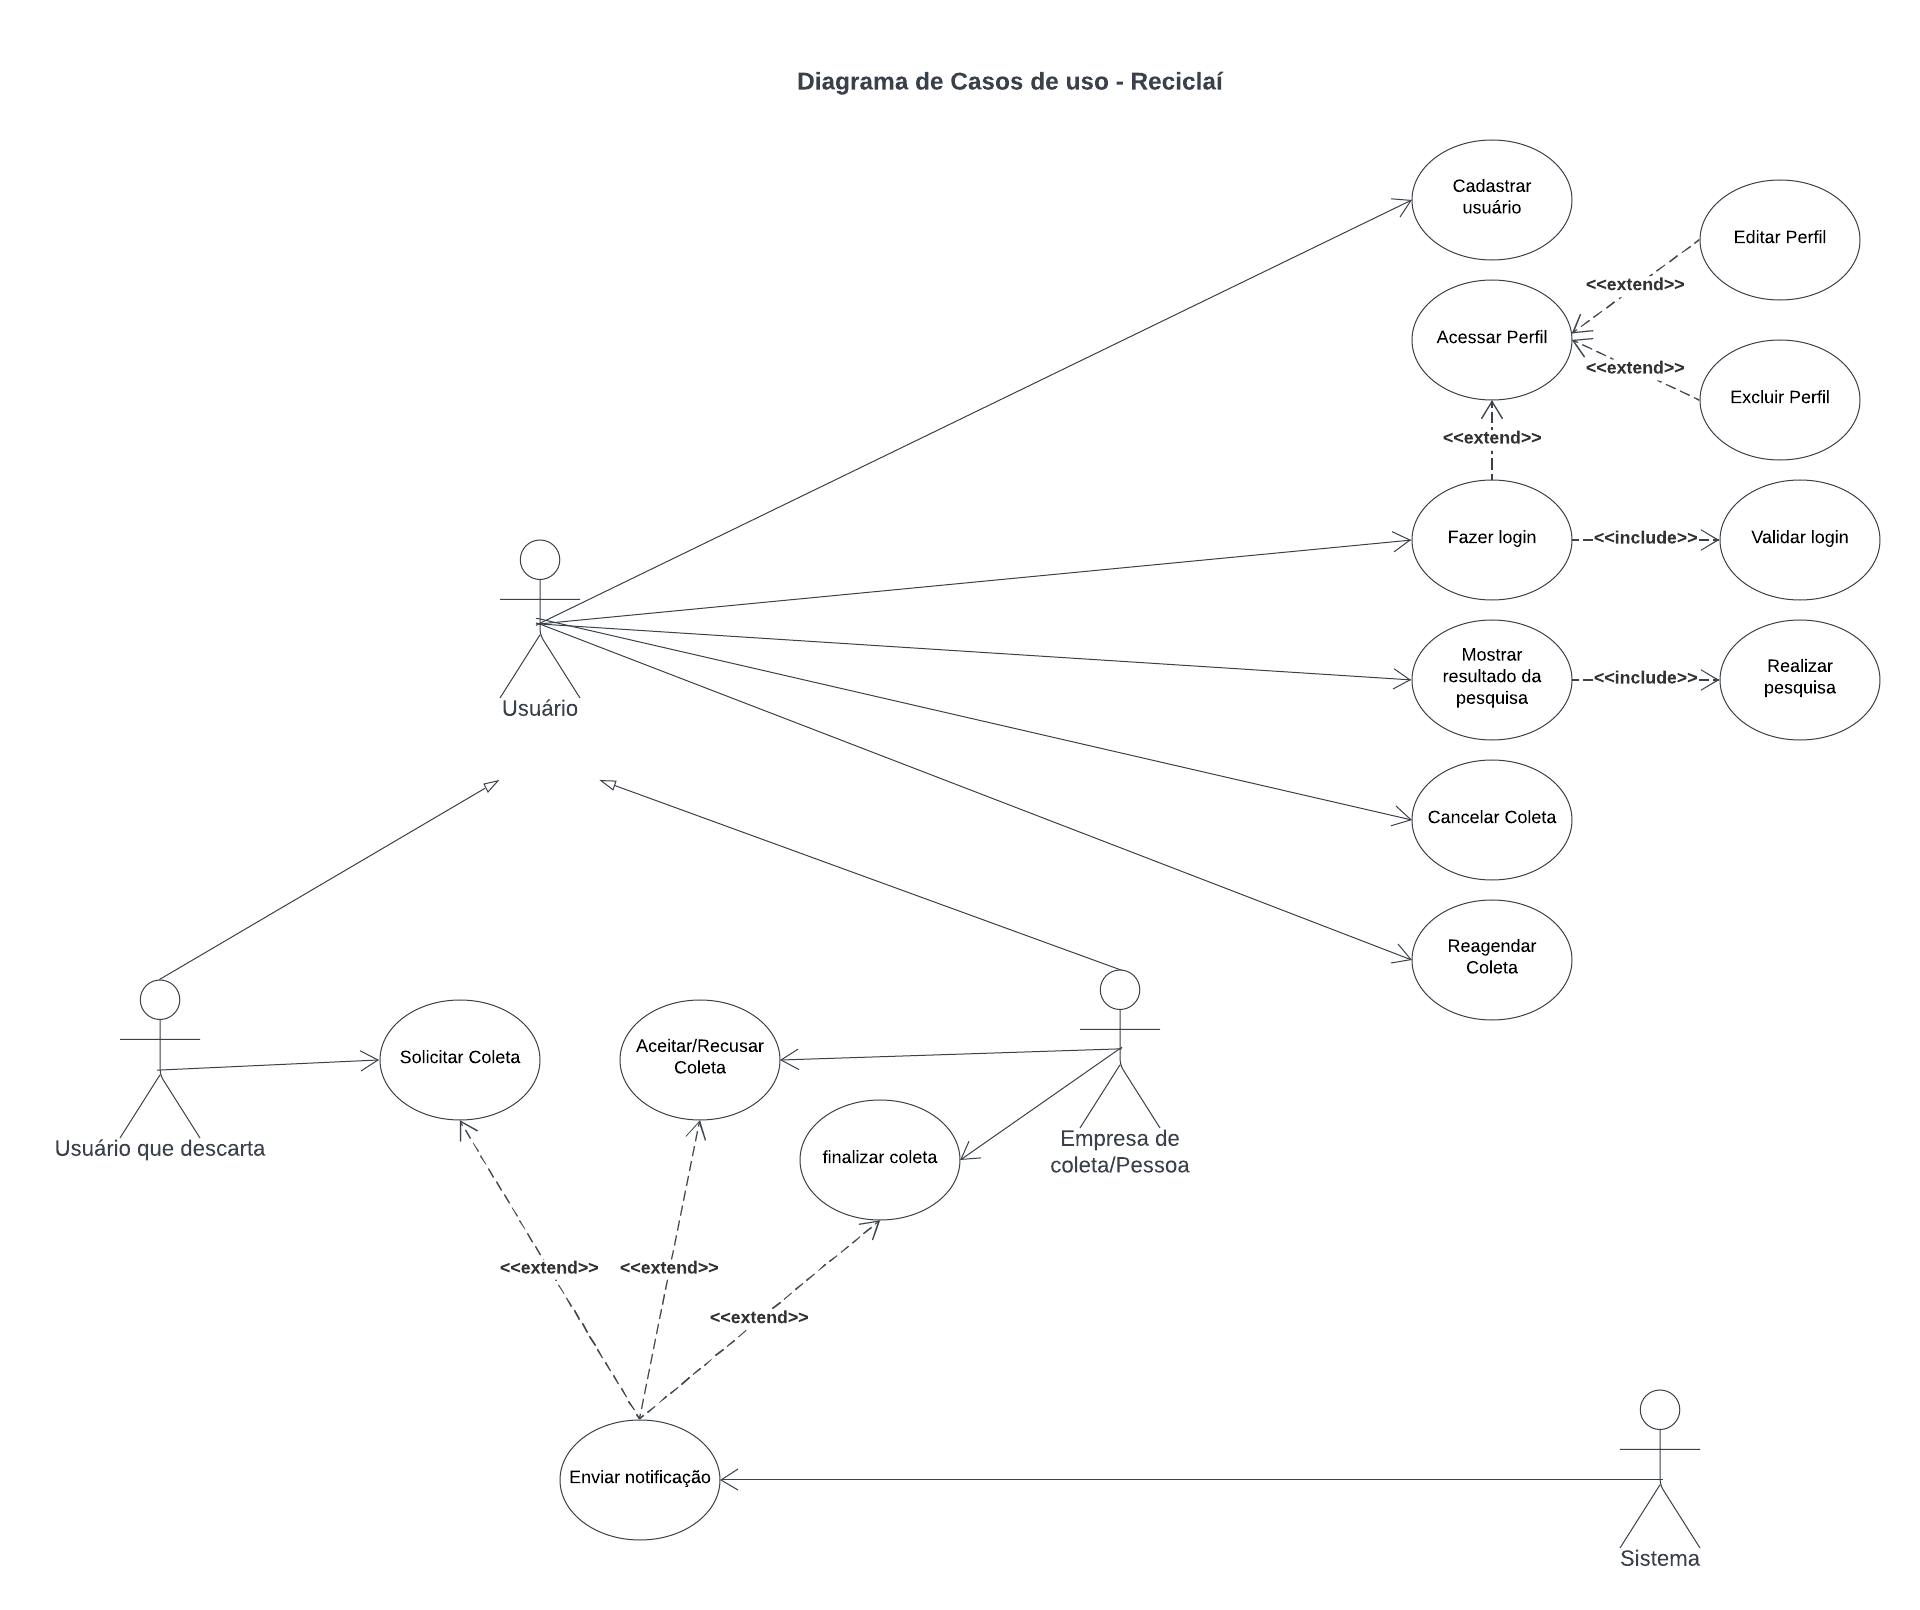 Diagrama de Casos de uso - Reciclaí
Cadastrar
usuário
Editar Perfil
<<extend>>
Acessar Perfil
<<extend>>
Excluir Perfil
<<extend>>
Fazer login
<<include>>
Validar login
Mostrar
resultado da
pesquisa
<<include>>
Realizar
pesquisa
Usuário
Cancelar Coleta
Reagendar
Coleta
Solicitar Coleta
Aceitar/Recusar
Coleta
Usuário que descarta
finalizar coleta
Empresa de
coleta/Pessoa
<<extend>>
<<extend>>
<<extend>>
Enviar notificação
Sistema